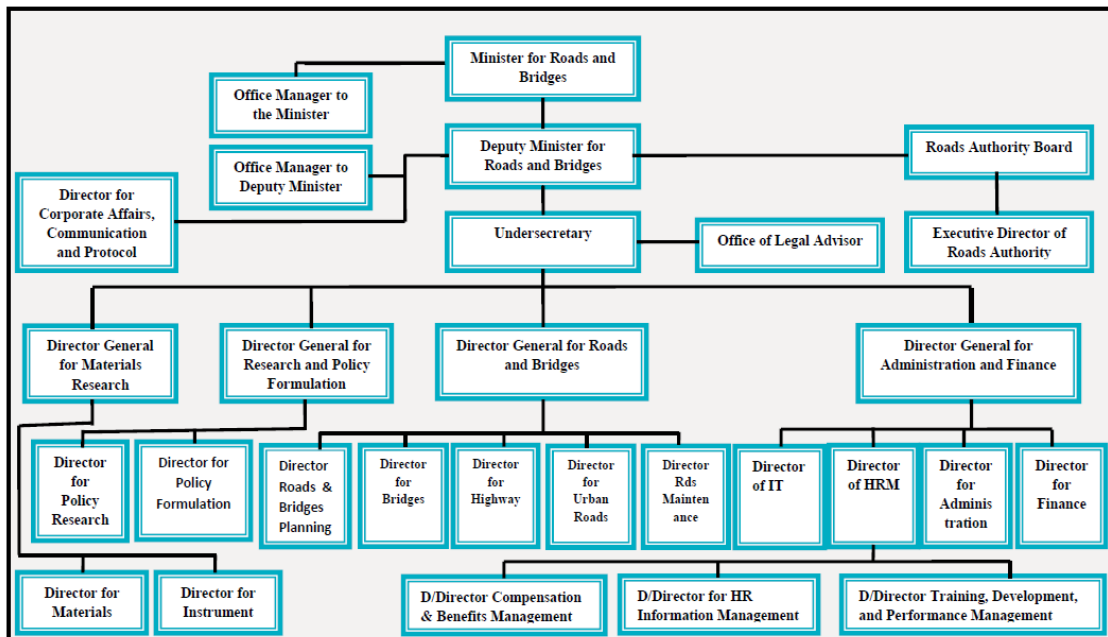 Minister for Roads and
Bridges
Office Manager to
the Minister
Deputy Minister for
Roads and Bridges
Roads Authority Board
Office Manager to
Deputy Minister
Director for
Corporate Affairs,
Communication
and Protocol
Undersecretary
Office of Legal Advisor
Executive Director of
Roads Authority
Director General
for Materials
Research
Director General for
Research and Policy
Formulation
Director General for Roads
and Bridges
Director General for
Administration and Finance
Director
for
Policy
Research
Director for
Policy
Formulation
Director
Roads &
Bridges
Planning
Director
for
Bridges
Director
for
Highway
Director
for
Urban
Roads
Director
Rds
Mainten
ance
Director
of IT
Director
of HRM
Director
for
Adminis
tration
Director
for
Finance
Director for
Materials
Director for
Instrument
D/Director Compensation
& Benefits Management
D/Director for HR
Information Management
D/Director Training, Development,
and Performance Management